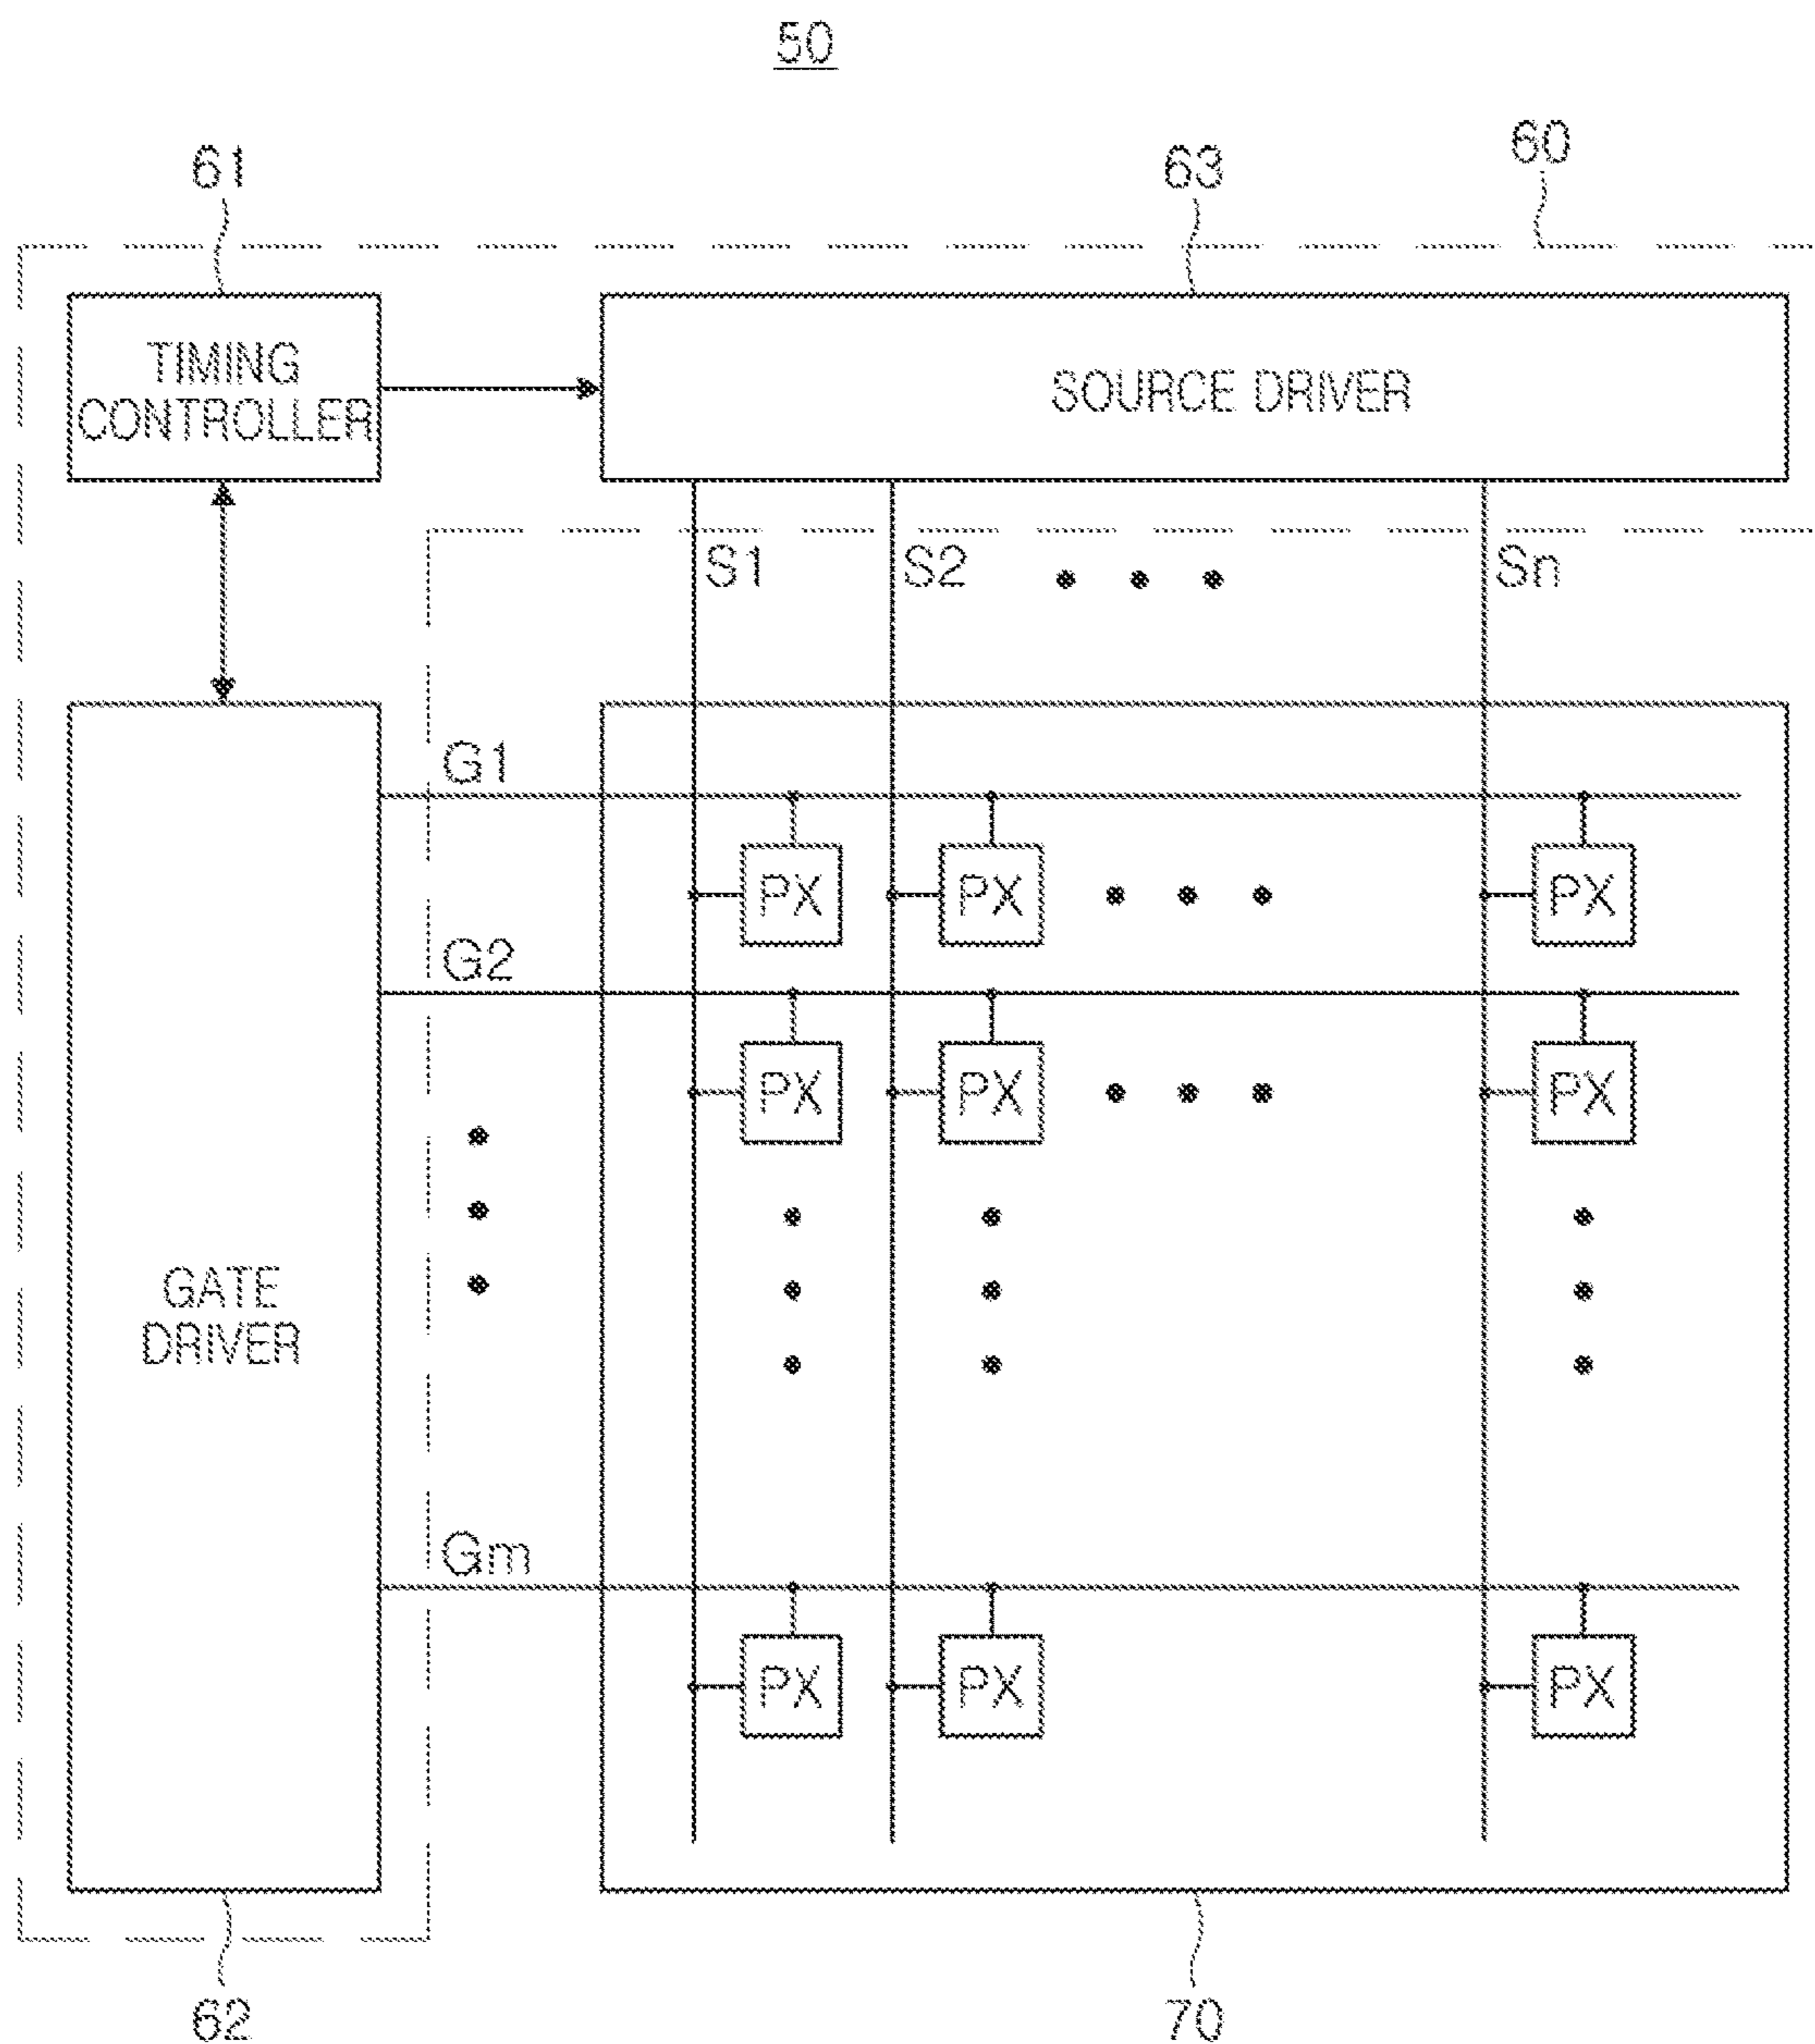 50
61
63
60
TIMING
CONTROLLER
SOURCE DRIVER
S1
S2
Sn
G1
PX
PX
PX
G2
PX
PX
PX
GATE
DRIVER
Gm
PX
PX
PX
62
70